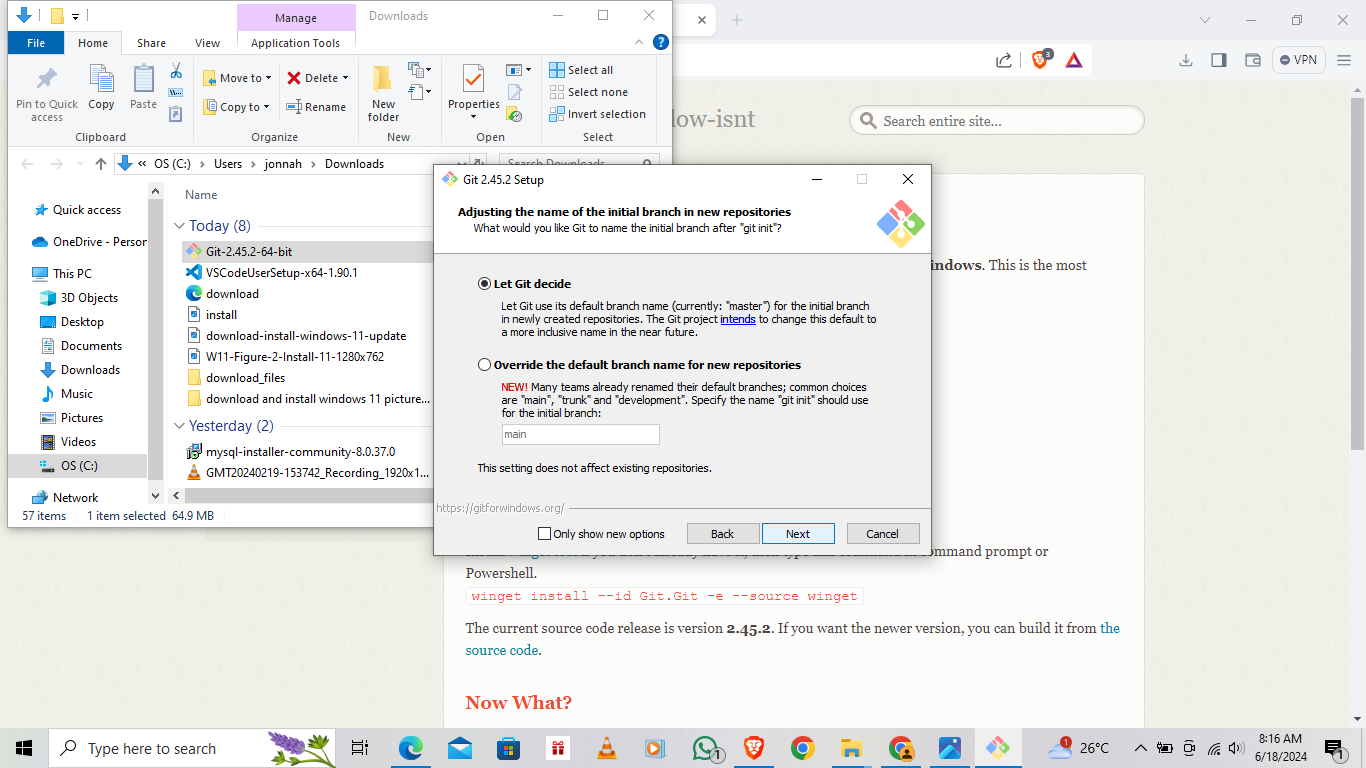 Manage
Downloads
File
Home
Share
View
Application Tools
Pin to Quick access
Copy
Paste
Move to
Copy to
Delete
Rename
New folder
Properties
Select all
Select none
Invert selection
Clipboard
Organize
New
Open
Select
« OS (C:) > Users > jonnah > Downloads
Search Downloads
Quick access
OneDrive - Person
This PC
3D Objects
Desktop
Documents
Downloads
Music
Pictures
Videos
OS (C:)
Network
Name
Today (8)
Git-2.45.2-64-bit
VSCodeUserSetup-x64-1.90.1
download
install
download-install-windows-11-update
W11-Figure-2-Install-11-1280x762
download_files
download and install windows 11 picture...
Yesterday (2)
mysql-installer-community-8.0.37.0
GMT20240219-153742_Recording_1920x1...
57 items
1 item selected 64.9 MB
3
VPN
low-isnt
Search entire site...
Git 2.45.2 Setup
Adjusting the name of the initial branch in new repositories
What would you like Git to name the initial branch after "git init"?
Let Git decide
Let Git use its default branch name (currently: "master") for the initial branch
in newly created repositories. The Git project intends to change this default to
a more inclusive name in the near future.
Override the default branch name for new repositories
NEW! Many teams already renamed their default branches; common choices
are "main", "trunk" and "development". Specify the name "git init" should use
for the initial branch:
main
This setting does not affect existing repositories.
https://gitforwindows.org/
Only show new options
Back
Next
Cancel
indows. This is the most
command prompt or
Powershell.
winget install --id Git.Git -e --source winget
The current source code release is version 2.45.2. If you want the newer version, you can build it from the
source code.
Now What?
Type here to search
1
1
26°C
8:16 AM
6/18/2024
1